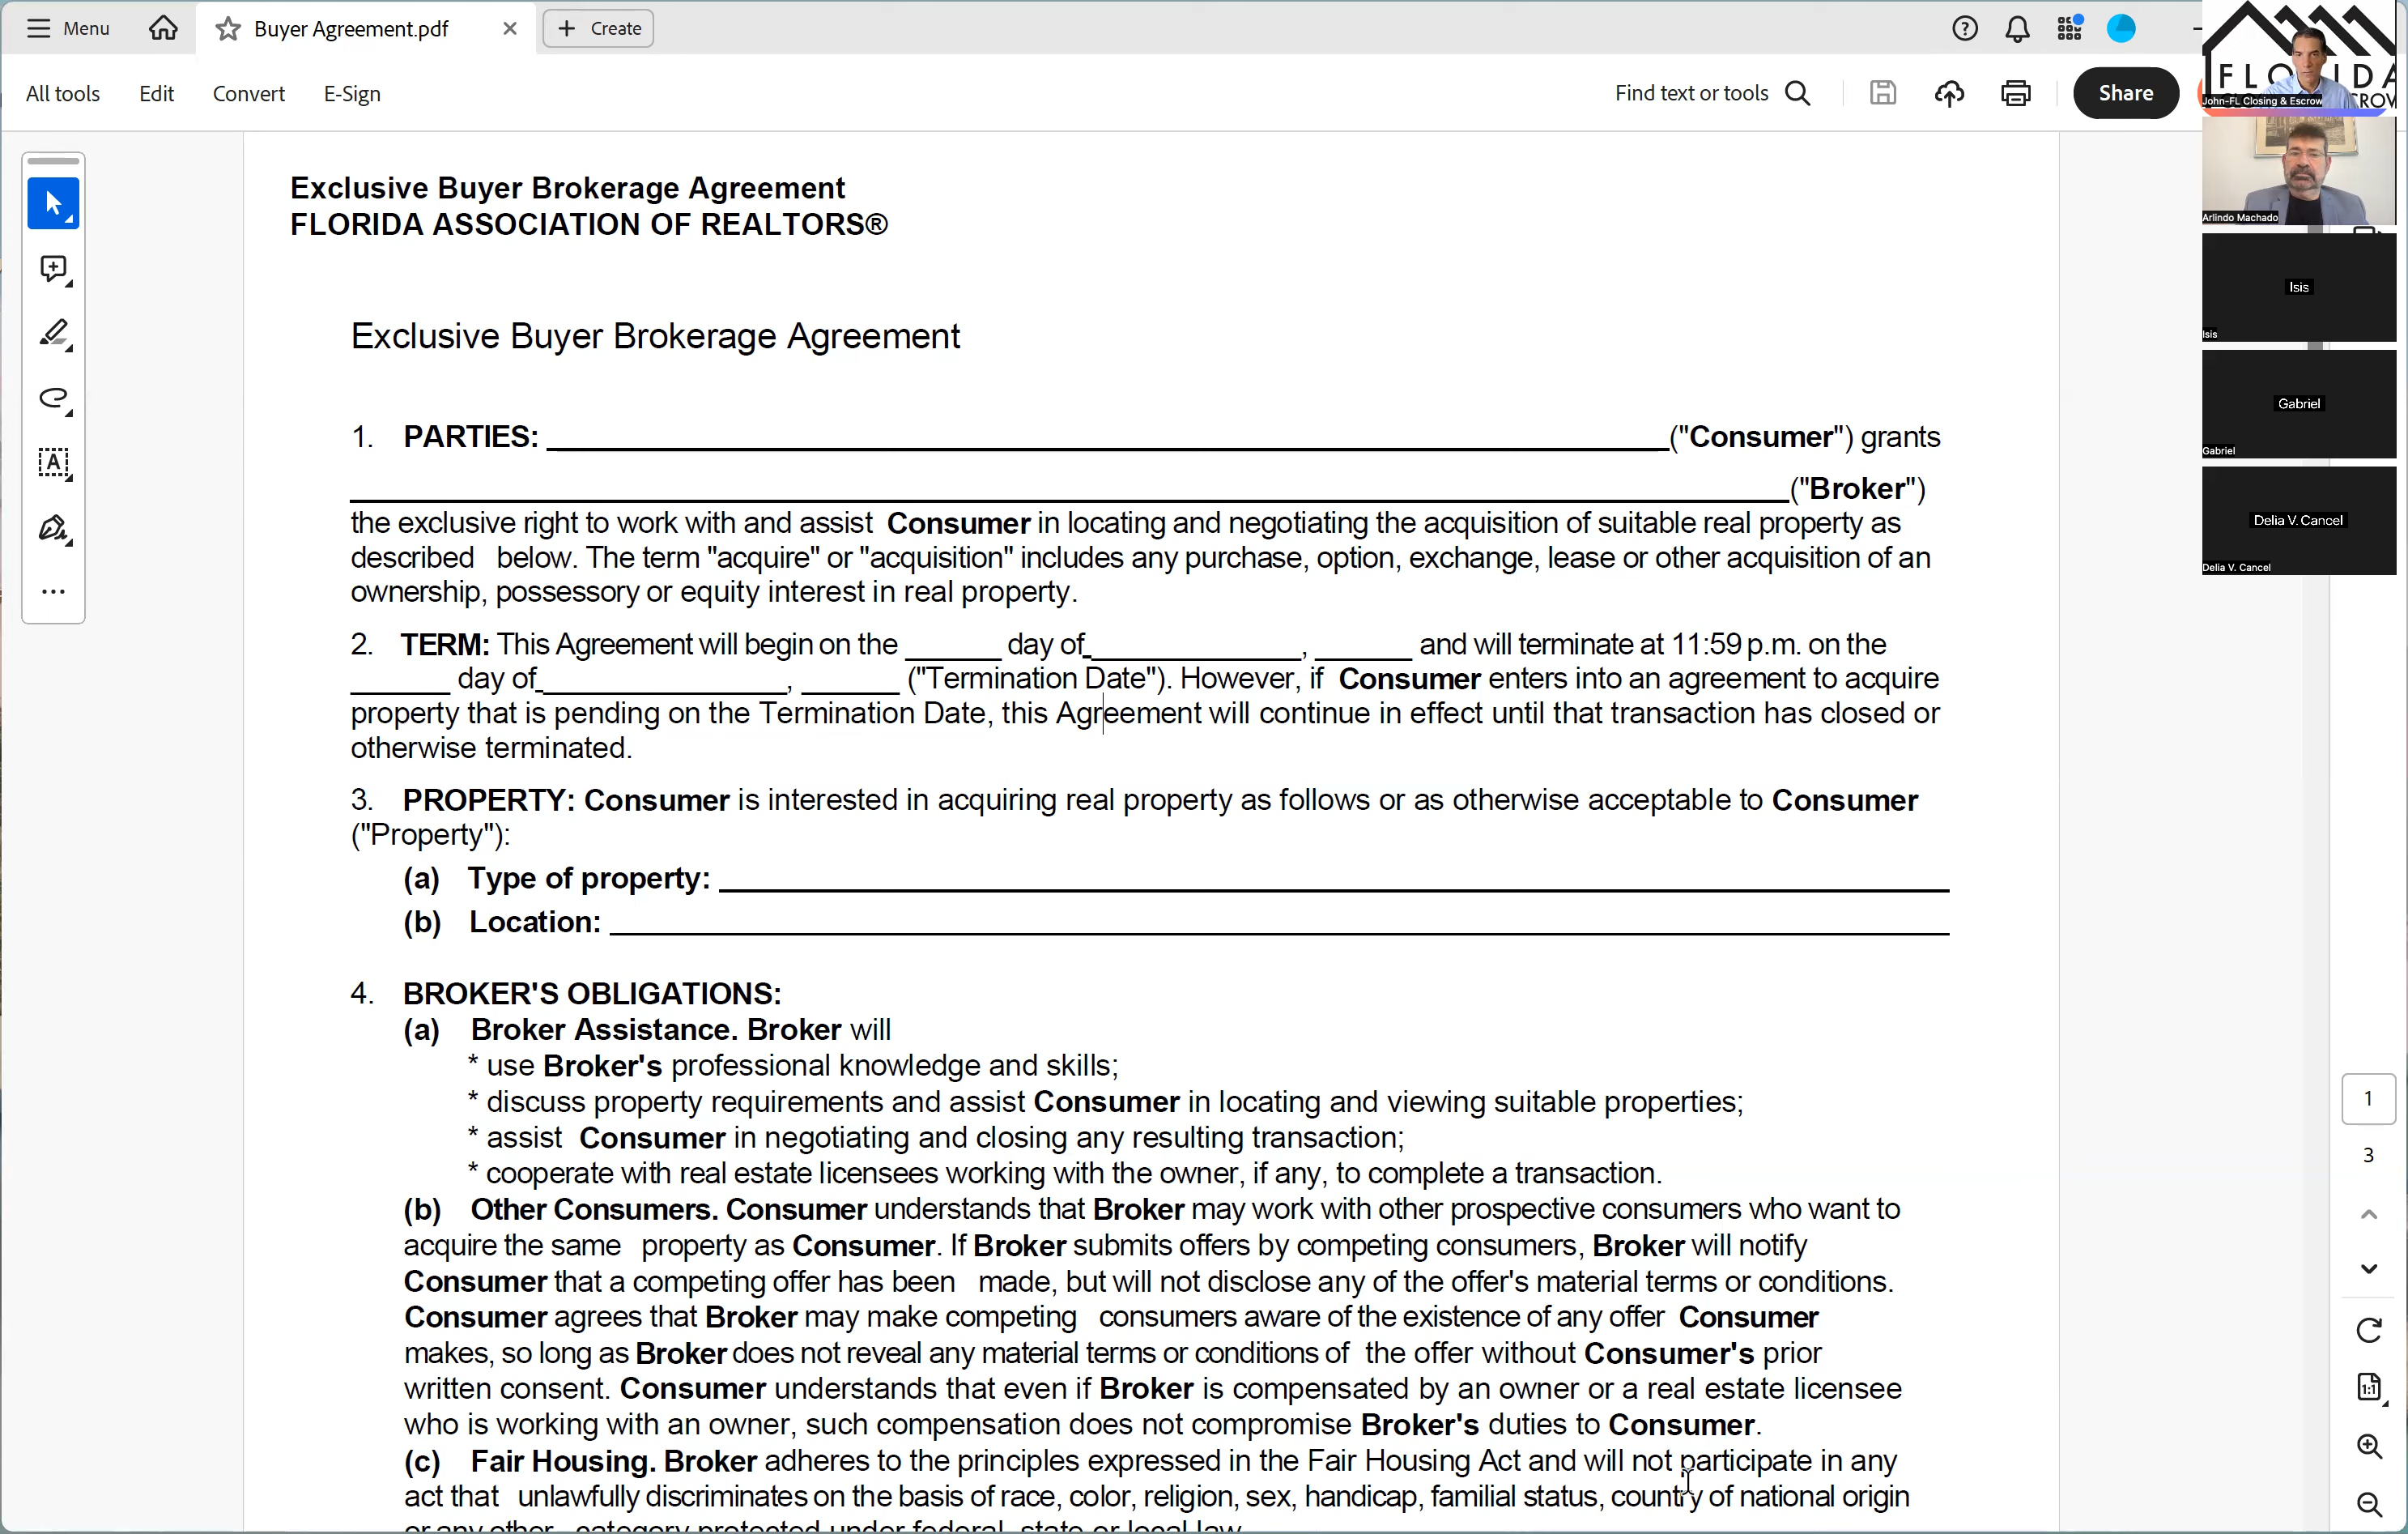 Menu
Buyer Agreement.pdf
Create
All tools
Edit
Convert
E-Sign
Find text or tools
Share
John-FL Closing & Escrow
Arlindo Machado
Isis
Isis
Gabriel
Gabriel
Delia V. Cancel
Delia V. Cancel
Exclusive Buyer Brokerage Agreement
FLORIDA ASSOCIATION OF REALTORS®
Exclusive Buyer Brokerage Agreement
1. PARTIES: ("Consumer") grants
("Broker")
the exclusive right to work with and assist Consumer in locating and negotiating the acquisition of suitable real property as
described below. The term "acquire" or "acquisition" includes any purchase, option, exchange, lease or other acquisition of an
ownership, possessory or equity interest in real property.
2. TERM: This Agreement will begin on the ______ day of ______________, ______ and will terminate at 11:59 p.m. on the
______ day of ________________, ______ ("Termination Date"). However, if Consumer enters into an agreement to acquire
property that is pending on the Termination Date, this Agreement will continue in effect until that transaction has closed or
otherwise terminated.
3. PROPERTY: Consumer is interested in acquiring real property as follows or as otherwise acceptable to Consumer
("Property"):
(a) Type of property:
(b) Location:
4. BROKER'S OBLIGATIONS:
(a) Broker Assistance. Broker will
* use Broker's professional knowledge and skills;
* discuss property requirements and assist Consumer in locating and viewing suitable properties;
* assist Consumer in negotiating and closing any resulting transaction;
* cooperate with real estate licensees working with the owner, if any, to complete a transaction.
(b) Other Consumers. Consumer understands that Broker may work with other prospective consumers who want to
acquire the same property as Consumer. If Broker submits offers by competing consumers, Broker will notify
Consumer that a competing offer has been made, but will not disclose any of the offer's material terms or conditions.
Consumer agrees that Broker may make competing consumers aware of the existence of any offer Consumer
makes, so long as Broker does not reveal any material terms or conditions of the offer without Consumer's prior
written consent. Consumer understands that even if Broker is compensated by an owner or a real estate licensee
who is working with an owner, such compensation does not compromise Broker's duties to Consumer.
(c) Fair Housing. Broker adheres to the principles expressed in the Fair Housing Act and will not participate in any
act that unlawfully discriminates on the basis of race, color, religion, sex, handicap, familial status, country of national origin
or any other category protected under federal, state or local law.
1
3